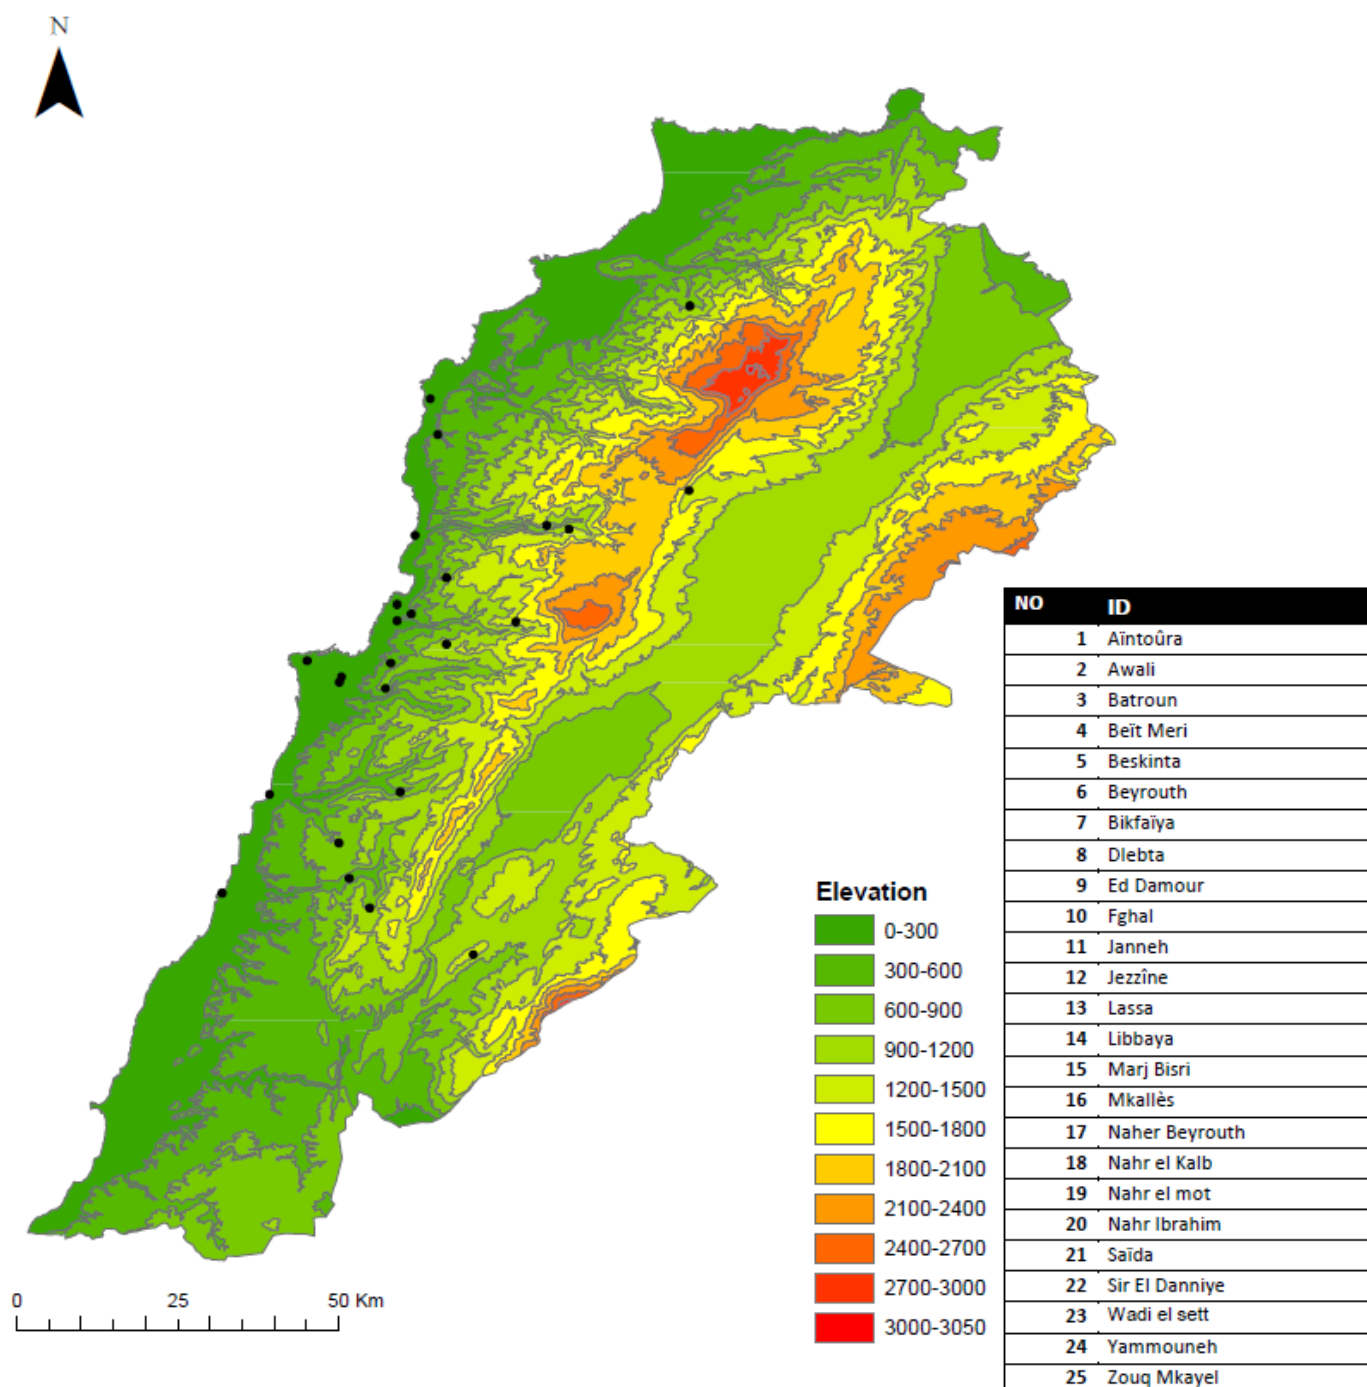 N
NO ID
1 Aïntoûra
2 Awali
3 Batroun
4 Beït Meri
5 Beskinta
6 Beyrouth
7 Bikfaïya
8 Dlebta
9 Ed Damour
10 Fghal
11 Janneh
12 Jezzîne
13 Lassa
14 Libbaya
15 Marj Bisri
16 Mkallès
17 Naher Beyrouth
18 Nahr el Kalb
19 Nahr el mot
20 Nahr Ibrahim
21 Saïda
22 Sir El Danniye
23 Wadi el sett
24 Yammouneh
25 Zouq Mkayel
Elevation
0-300
300-600
600-900
900-1200
1200-1500
1500-1800
1800-2100
2100-2400
2400-2700
2700-3000
3000-3050
0 25 50 Km